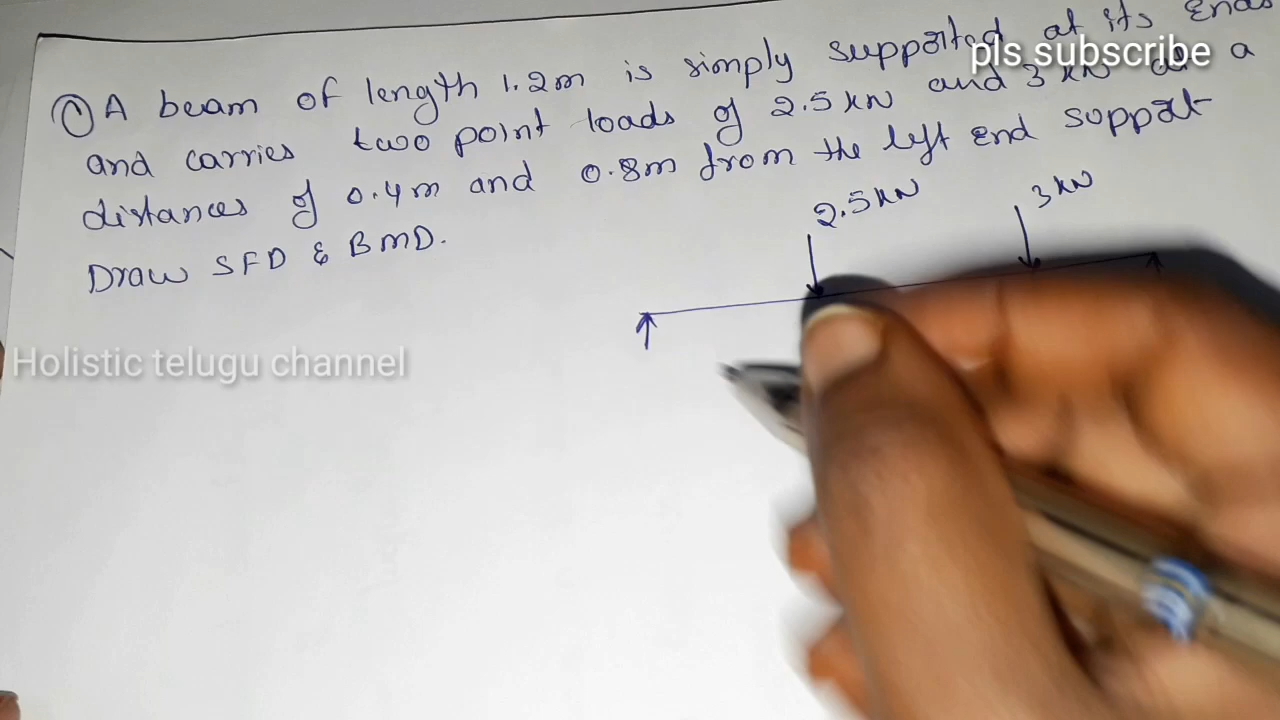 ① A beam of length 1.2m is simply supported at its Ends
and carries two point loads of 2.5 kN and 3 kN at a
distances of 0.4m and 0.8m from the left End support
Draw SFD & BMD.
pls subscribe
2.5 kN
3 kN
Holistic telugu channel